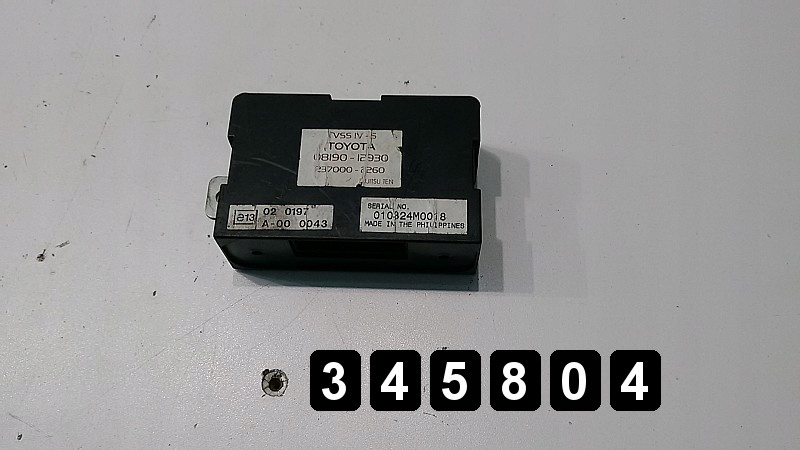 TVSS IV - S
TOYOTA
08190 - 12930
237000 - 2260
FUJITSU TEN
e13 02 0197
A-00 0043
SERIAL NO.
010324M0018
MADE IN THE PHILIPPINES
345804